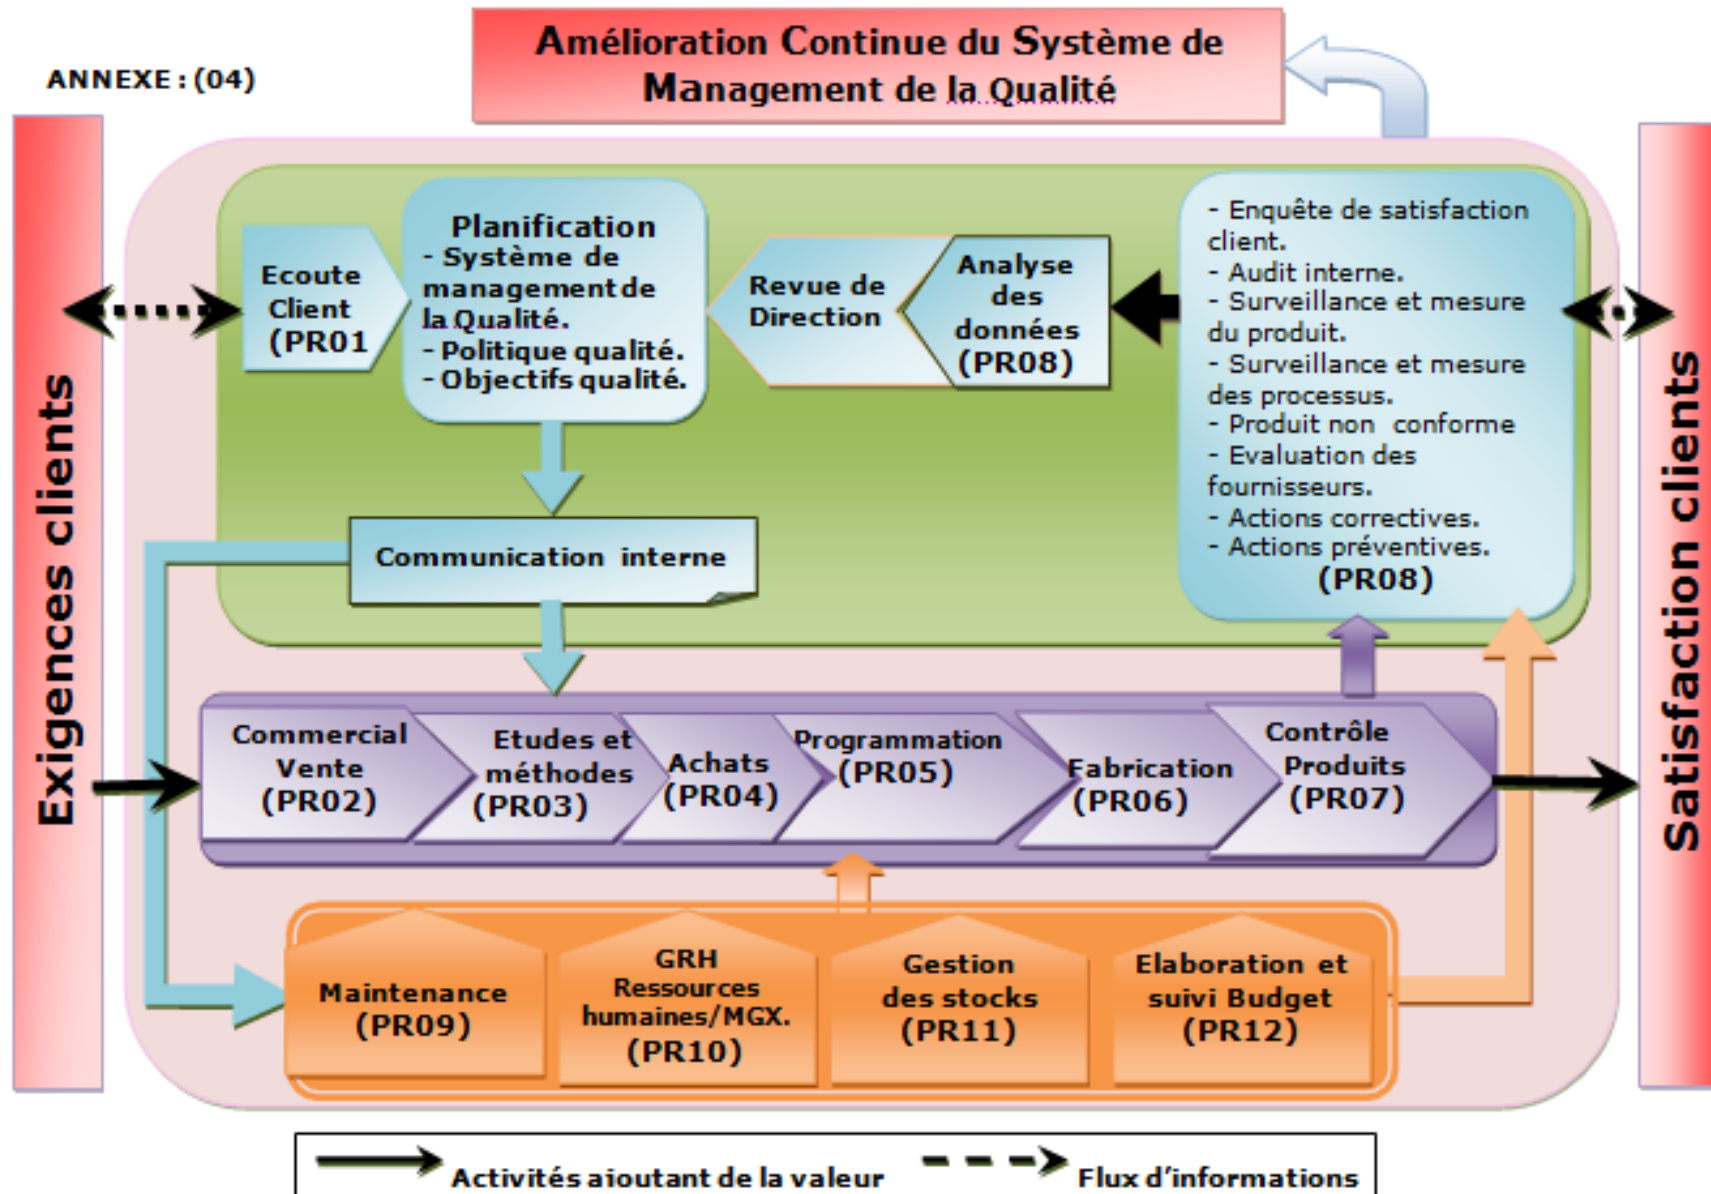 Amélioration Continue du Système de
Management de la Qualité
ANNEXE : (04)
Exigences clients
Ecoute
Client
(PR01
Planification
- Système de
management de
la Qualité.
- Politique qualité.
- Objectifs qualité.
Revue de
Direction
Analyse
des
données
(PR08)
- Enquête de satisfaction
client.
- Audit interne.
- Surveillance et mesure
du produit.
- Surveillance et mesure
des processus.
- Produit non conforme
- Evaluation des
fournisseurs.
- Actions correctives.
- Actions préventives.
(PR08)
Satisfaction clients
Communication interne
Commercial
Vente
(PR02)
Etudes et
méthodes
(PR03)
Achats
(PR04)
Programmation
(PR05)
Fabrication
(PR06)
Contrôle
Produits
(PR07)
Maintenance
(PR09)
GRH
Ressources
humaines/MGX.
(PR10)
Gestion
des stocks
(PR11)
Elaboration et
suivi Budget
(PR12)
Activités ajoutant de la valeur
Flux d'informations